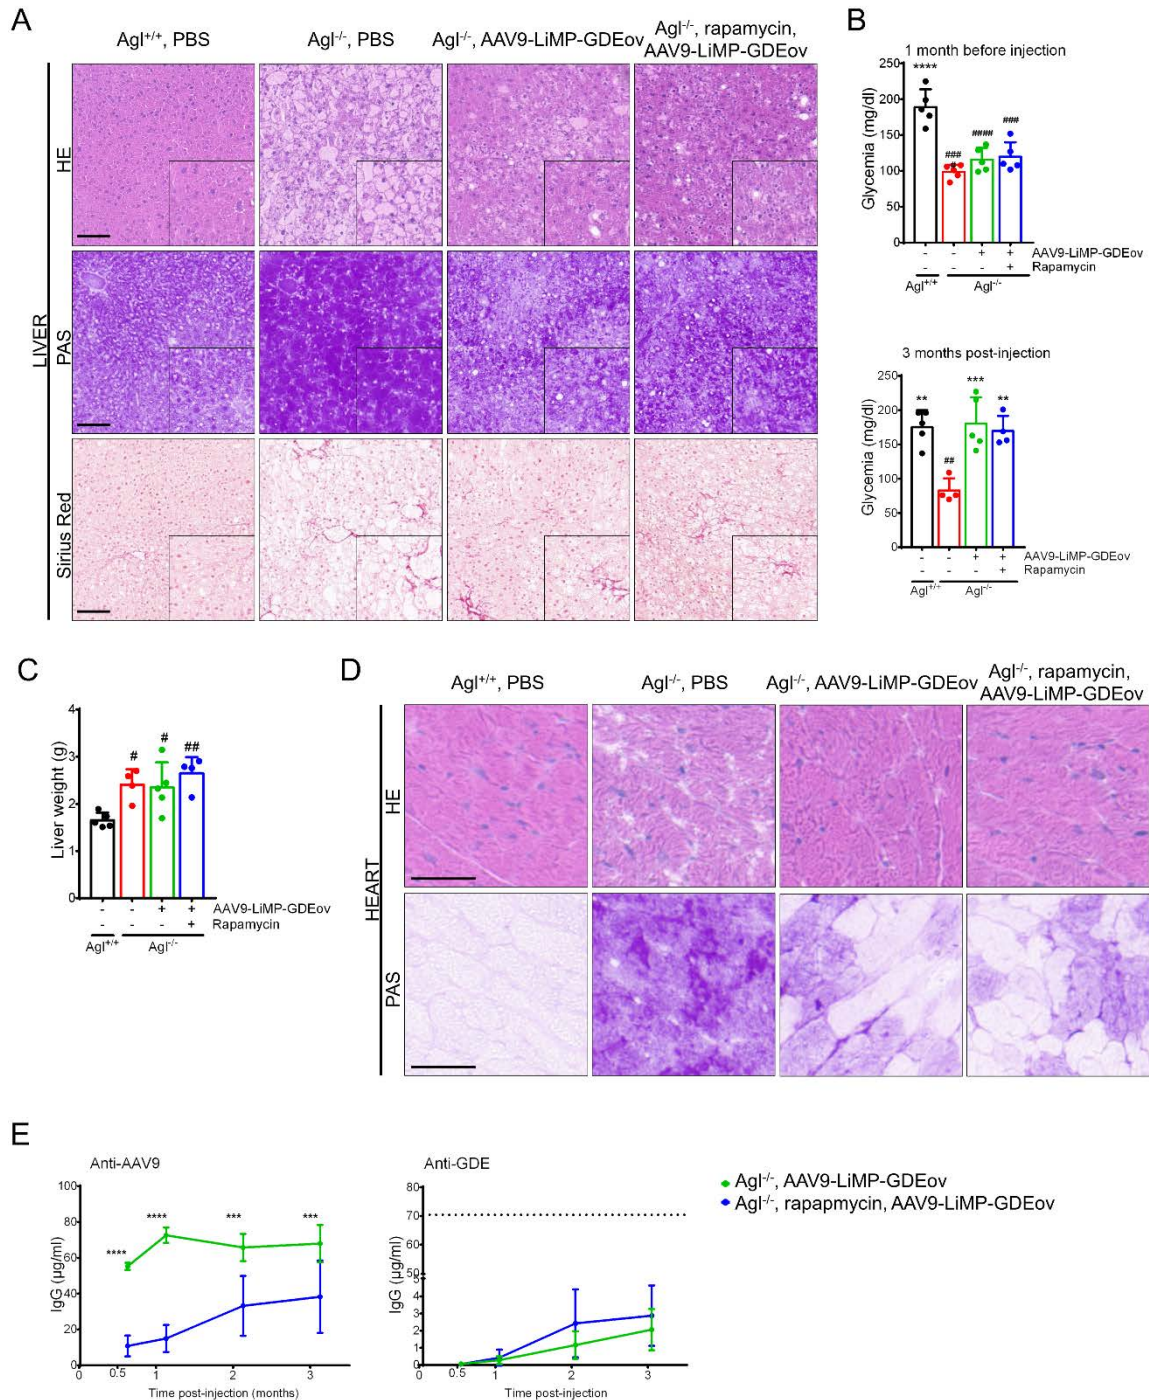 A
Agl+/+, PBS
Agl-/-, PBS
Agl-/-, AAV9-LiMP-GDEov
Agl-/-, rapamycin,
AAV9-LiMP-GDEov
LIVER
HE
PAS
Sirius Red
B
1 month before injection
Glycemia (mg/dl)
250
200
150
100
50
0
****
###
#
####
###
- - + + AAV9-LiMP-GDEov
- - - + Rapamycin
Agl+/+
Agl-/-
3 months post-injection
Glycemia (mg/dl)
250
200
150
100
50
0
**
##
***
**
- - + + AAV9-LiMP-GDEov
- - - + Rapamycin
Agl+/+
Agl-/-
C
Liver weight (g)
4
3
2
1
0
#
#
##
- - + + AAV9-LiMP-GDEov
- - - + Rapamycin
Agl+/+
Agl-/-
D
Agl+/+, PBS
Agl-/-, PBS
Agl-/-, AAV9-LiMP-GDEov
Agl-/-, rapamycin,
AAV9-LiMP-GDEov
HEART
HE
PAS
E
Anti-AAV9
IgG (µg/ml)
100
80
60
40
20
0
****
****
***
***
0 0.5 1 2 3
Time post-injection (months)
Anti-GDE
IgG (µg/ml)
80
70
60
50
5
4
3
2
1
0
0 0.5 1 2 3
Time post-injection
Agl-/-, AAV9-LiMP-GDEov
Agl-/-, rapapmycin, AAV9-LiMP-GDEov